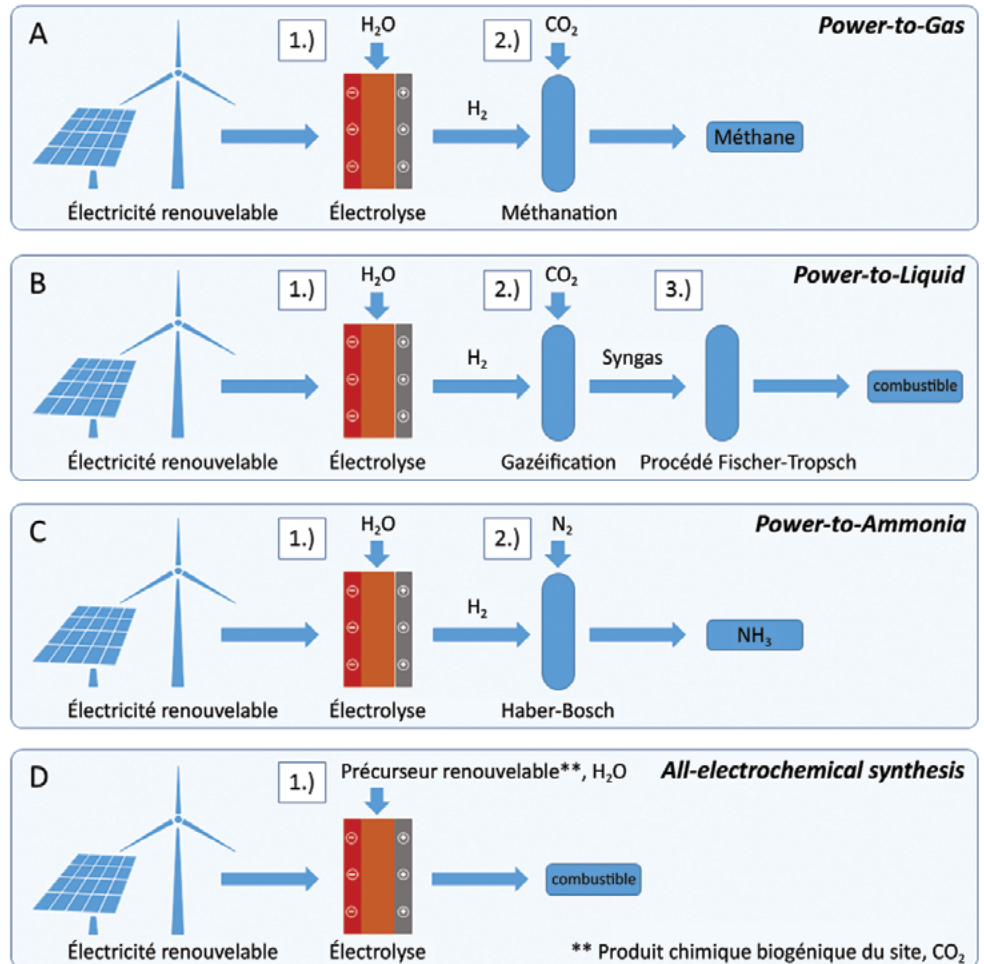 A
1.)
H₂O
2.)
CO₂
Power-to-Gas
H₂
Méthane
Électricité renouvelable
Électrolyse
Méthanation
B
1.)
H₂O
2.)
CO₂
3.)
Power-to-Liquid
H₂
Syngas
combustible
Électricité renouvelable
Électrolyse
Gazéification
Procédé Fischer-Tropsch
C
1.)
H₂O
2.)
N₂
Power-to-Ammonia
H₂
NH₃
Électricité renouvelable
Électrolyse
Haber-Bosch
D
1.)
Précurseur renouvelable**, H₂O
All-electrochemical synthesis
combustible
Électricité renouvelable
Électrolyse
** Produit chimique biogénique du site, CO₂